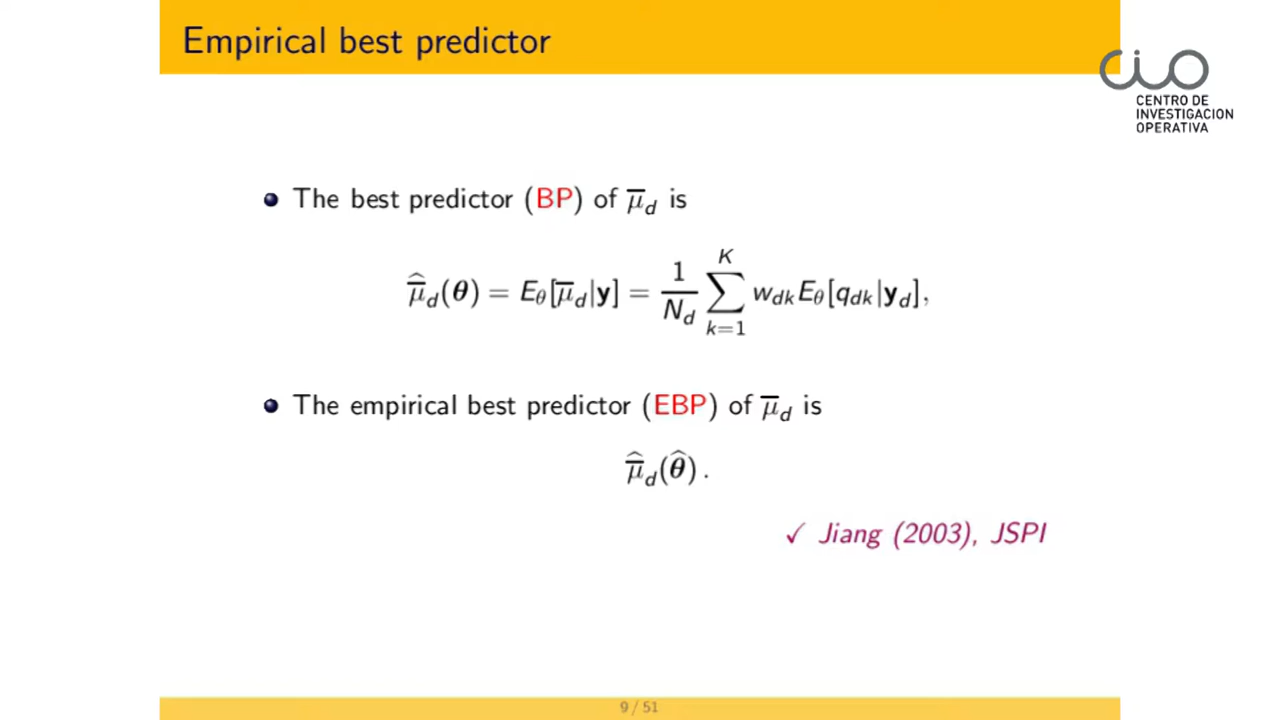 Empirical best predictor
CIO
CENTRO DE
INVESTIGACION
OPERATIVA
• The best predictor (BP) of μ̅_d is
μ̅̂_d(θ) = E_θ[μ̅_d|y] = 1/N_d ∑_{k=1}^{K} w_{dk} E_θ[q_{dk}|y_d],
• The empirical best predictor (EBP) of μ̅_d is
μ̅̂_d(θ̂) .
✓ Jiang (2003), JSPI
9 / 51